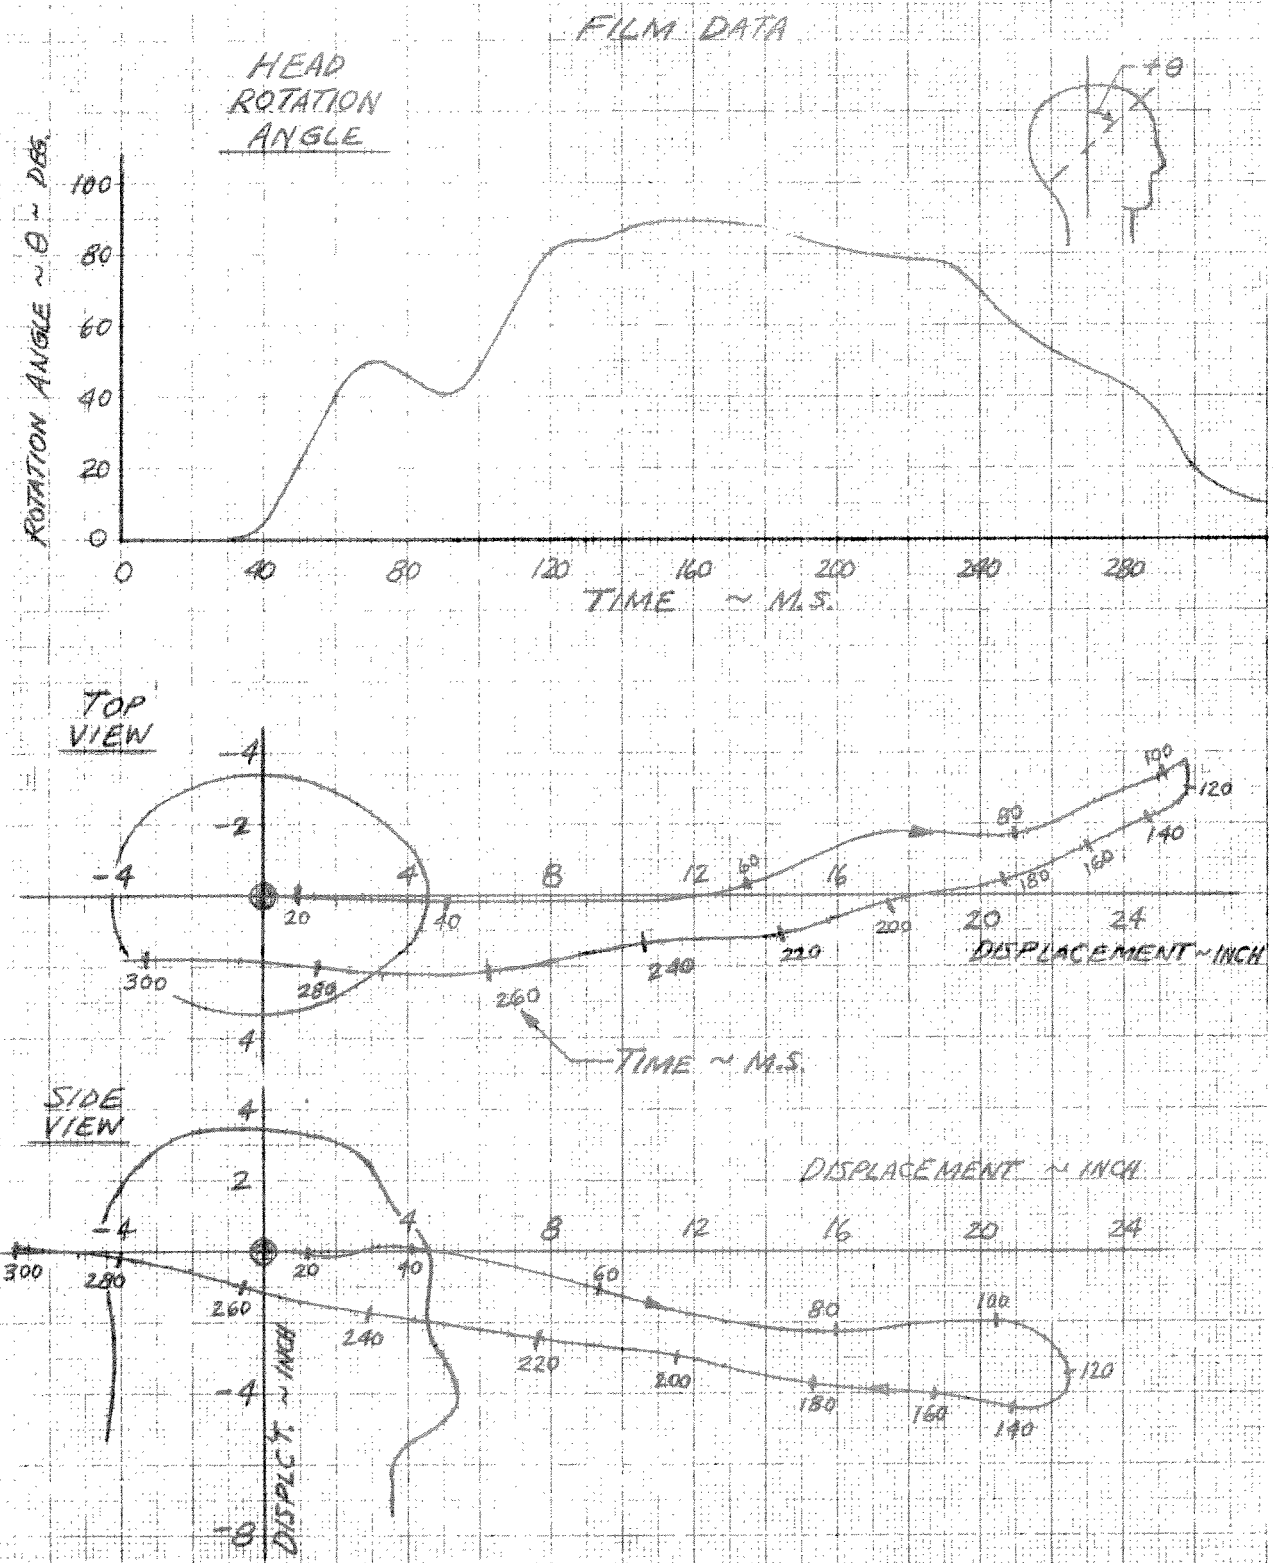 FILM DATA
HEAD
ROTATION
ANGLE
+θ
ROTATION ANGLE ~ θ ~ DEG.
100
80
60
40
20
0
0 40 80 120 160 200 240 280
TIME ~ M.S.
TOP
VIEW
-4
-2
100
120
80
140
-4 4 8 12 60 16
160
180
20 40 200 20 24
220
DISPLACEMENT ~ INCH
240
300 280 260
4
TIME ~ M.S.
SIDE
VIEW
4
2
DISPLACEMENT ~ INCH
-4 4 8 12 16 20 24
300 280 20 40 60
260 80 100
240 220 200 120
-4 180 160 140
DISPLC'T. ~ INCH
-8